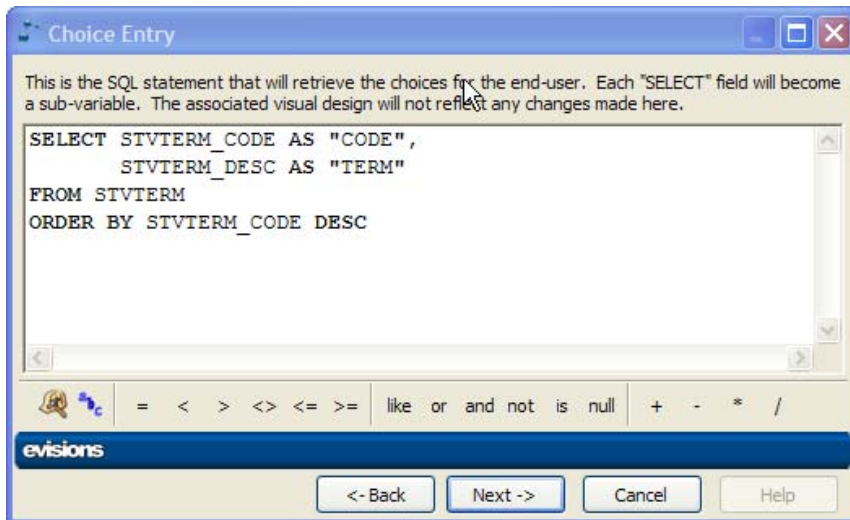 Choice Entry
This is the SQL statement that will retrieve the choices for the end-user. Each "SELECT" field will become
a sub-variable. The associated visual design will not reflect any changes made here.
SELECT STVTERM_CODE AS "CODE",
STVTERM_DESC AS "TERM"
FROM STVTERM
ORDER BY STVTERM_CODE DESC
abc = < > <> <= >= like or and not is null + - * /
evisions
<- Back Next -> Cancel Help